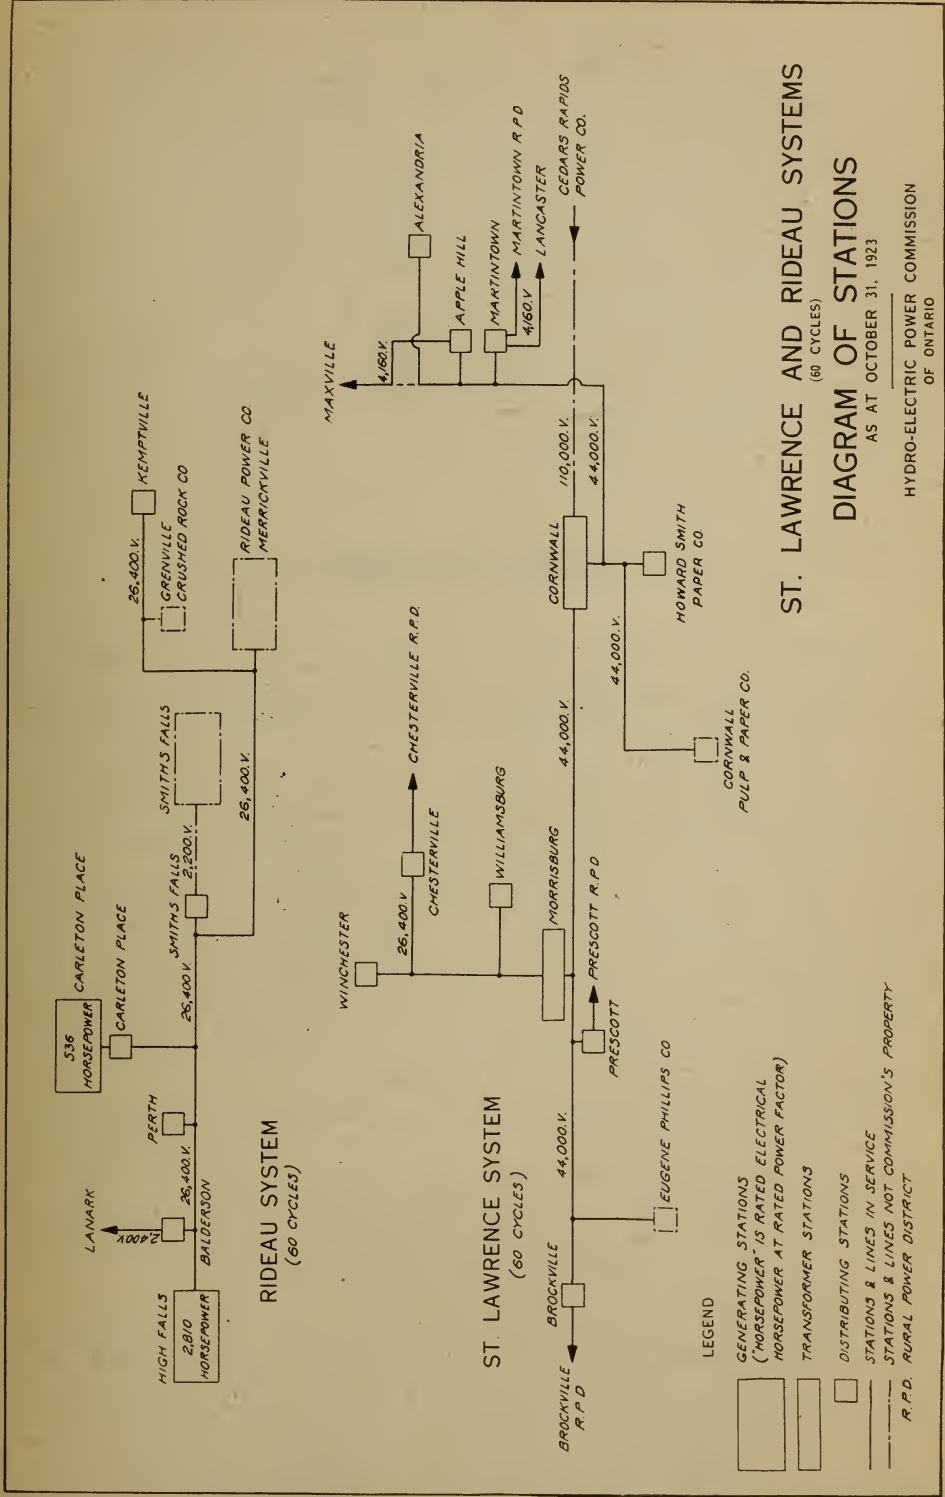 HIGH FALLS
2,810
HORSEPOWER
LANARK
2,400V
BALDERSON
26,400.V.
PERTH
536
HORSEPOWER
CARLETON PLACE
CARLETON PLACE
26,400V.
SMITHS FALLS
2,200.V.
SMITHS FALLS
26,400.V.
26,400.V.
KEMPTVILLE
GRENVILLE
CRUSHED ROCK CO
RIDEAU POWER CO.
MERRICKVILLE
RIDEAU SYSTEM
(60 CYCLES)
WINCHESTER
26,400.V
CHESTERVILLE
CHESTERVILLE R.P.D.
WILLIAMSBURG
MORRISBURG
MAXVILLE
4,160.V.
ALEXANDRIA
APPLE HILL
MARTINTOWN
MARTINTOWN R P D
4,160.V
LANCASTER
CEDARS RAPIDS
POWER CO.
110,000.V.
44,000.V.
CORNWALL
44,000.V.
HOWARD SMITH
PAPER CO.
44,000.V.
CORNWALL
PULP & PAPER CO.
PRESCOTT R.P.D
PRESCOTT
44,000.V.
EUGENE PHILLIPS CO
BROCKVILLE
BROCKVILLE
R.P.D
ST. LAWRENCE SYSTEM
(60 CYCLES)
LEGEND
GENERATING STATIONS
("HORSEPOWER" IS RATED ELECTRICAL
HORSEPOWER AT RATED POWER FACTOR)
TRANSFORMER STATIONS
DISTRIBUTING STATIONS
STATIONS & LINES IN SERVICE
STATIONS & LINES NOT COMMISSION'S PROPERTY
R.P.D. RURAL POWER DISTRICT
ST. LAWRENCE AND RIDEAU SYSTEMS
(60 CYCLES)
DIAGRAM OF STATIONS
AS AT OCTOBER 31, 1923
HYDRO-ELECTRIC POWER COMMISSION
OF ONTARIO